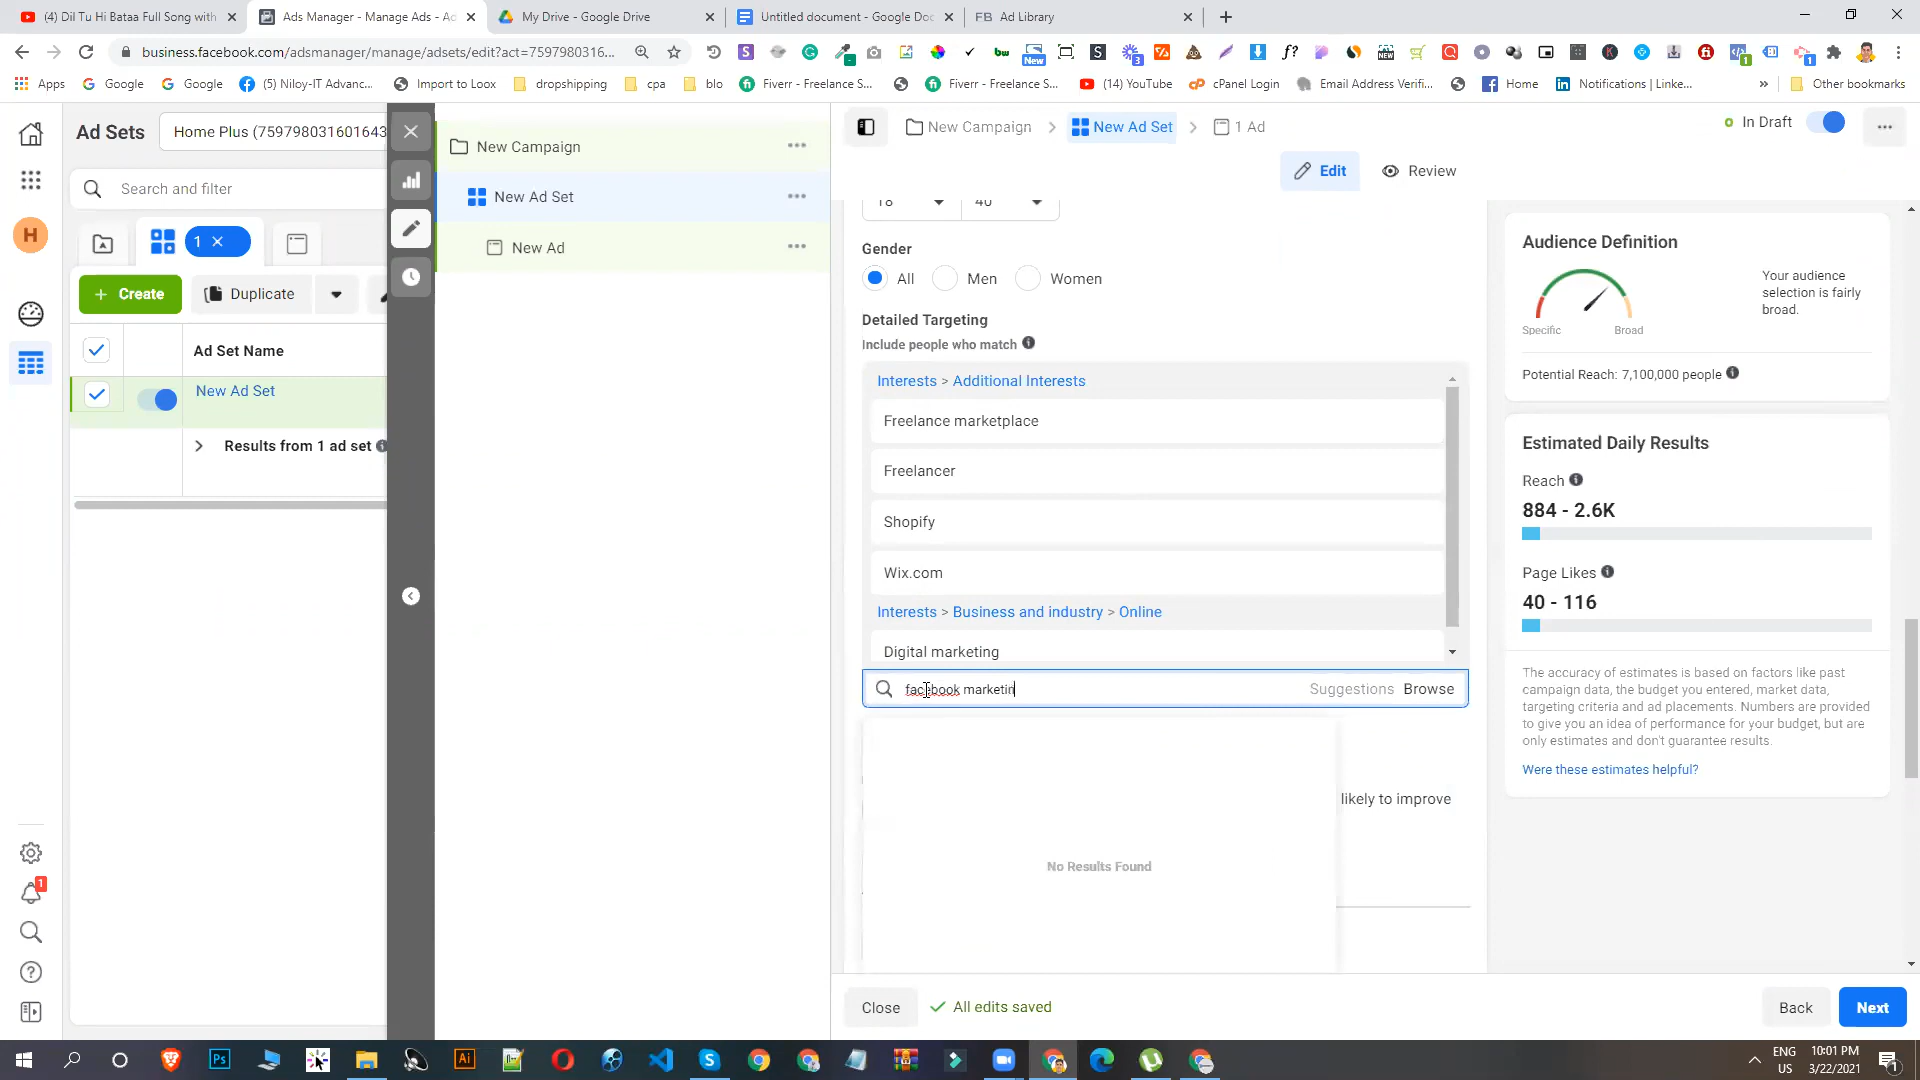 (4) Dil Tu Hi Bataa Full Song with
Ads Manager - Manage Ads - Ad
My Drive - Google Drive
Untitled document - Google Doc
FB Ad Library
business.facebook.com/adsmanager/manage/adsets/edit?act=7597980316...
Apps
Google
Google
(5) Niloy-IT Advanc...
Import to Loox
dropshipping
cpa
blo
Fiverr - Freelance S...
Fiverr - Freelance S...
(14) YouTube
cPanel Login
Email Address Verifi...
Home
Notifications | Linke...
Other bookmarks
Ad Sets
Home Plus (759798031601643
Search and filter
H
1
Create
Duplicate
Ad Set Name
New Ad Set
Results from 1 ad set
New Campaign
New Ad Set
New Ad
New Campaign > New Ad Set > 1 Ad
In Draft
Edit
Review
18
40
Gender
All
Men
Women
Detailed Targeting
Include people who match
Interests > Additional Interests
Freelance marketplace
Freelancer
Shopify
Wix.com
Interests > Business and industry > Online
Digital marketing
facebook marketin
Suggestions
Browse
likely to improve
No Results Found
Close
All edits saved
Back
Next
Audience Definition
Specific
Broad
Your audience
selection is fairly
broad.
Potential Reach: 7,100,000 people
Estimated Daily Results
Reach
884 - 2.6K
Page Likes
40 - 116
The accuracy of estimates is based on factors like past
campaign data, the budget you entered, market data,
targeting criteria and ad placements. Numbers are provided
to give you an idea of performance for your budget, but are
only estimates and don't guarantee results.
Were these estimates helpful?
ENG
US
10:01 PM
3/22/2021